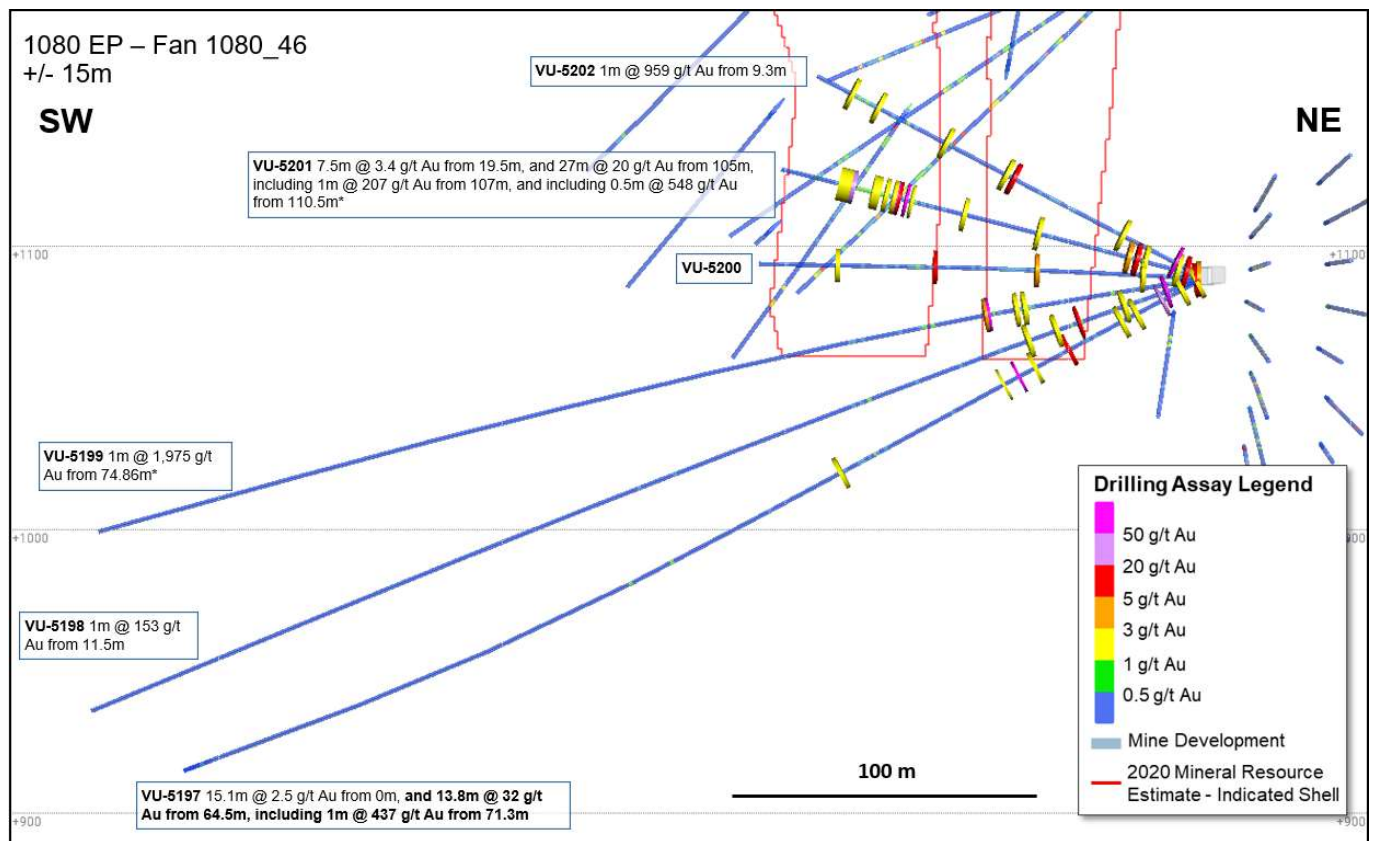 1080 EP – Fan 1080_46
+/- 15m
SW
NE
VU-5202 1m @ 959 g/t Au from 9.3m
VU-5201 7.5m @ 3.4 g/t Au from 19.5m, and 27m @ 20 g/t Au from 105m,
including 1m @ 207 g/t Au from 107m, and including 0.5m @ 548 g/t Au
from 110.5m*
VU-5200
+1100
+1100
VU-5199 1m @ 1,975 g/t
Au from 74.86m*
+1000
VU-5198 1m @ 153 g/t
Au from 11.5m
VU-5197 15.1m @ 2.5 g/t Au from 0m, and 13.8m @ 32 g/t
Au from 64.5m, including 1m @ 437 g/t Au from 71.3m
100 m
Drilling Assay Legend
50 g/t Au
20 g/t Au
5 g/t Au
3 g/t Au
1 g/t Au
0.5 g/t Au
Mine Development
2020 Mineral Resource
Estimate - Indicated Shell
+900
+900